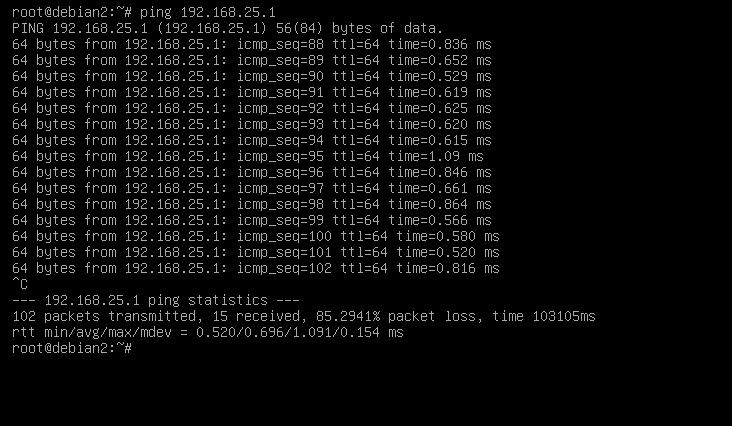 root@debian2:~# ping 192.168.25.1
PING 192.168.25.1 (192.168.25.1) 56(84) bytes of data.
64 bytes from 192.168.25.1: icmp_seq=88 ttl=64 time=0.836 ms
64 bytes from 192.168.25.1: icmp_seq=89 ttl=64 time=0.652 ms
64 bytes from 192.168.25.1: icmp_seq=90 ttl=64 time=0.529 ms
64 bytes from 192.168.25.1: icmp_seq=91 ttl=64 time=0.619 ms
64 bytes from 192.168.25.1: icmp_seq=92 ttl=64 time=0.625 ms
64 bytes from 192.168.25.1: icmp_seq=93 ttl=64 time=0.620 ms
64 bytes from 192.168.25.1: icmp_seq=94 ttl=64 time=0.615 ms
64 bytes from 192.168.25.1: icmp_seq=95 ttl=64 time=1.09 ms
64 bytes from 192.168.25.1: icmp_seq=96 ttl=64 time=0.846 ms
64 bytes from 192.168.25.1: icmp_seq=97 ttl=64 time=0.661 ms
64 bytes from 192.168.25.1: icmp_seq=98 ttl=64 time=0.864 ms
64 bytes from 192.168.25.1: icmp_seq=99 ttl=64 time=0.566 ms
64 bytes from 192.168.25.1: icmp_seq=100 ttl=64 time=0.580 ms
64 bytes from 192.168.25.1: icmp_seq=101 ttl=64 time=0.520 ms
64 bytes from 192.168.25.1: icmp_seq=102 ttl=64 time=0.816 ms
^C
--- 192.168.25.1 ping statistics ---
102 packets transmitted, 15 received, 85.2941% packet loss, time 103105ms
rtt min/avg/max/mdev = 0.520/0.696/1.091/0.154 ms
root@debian2:~#